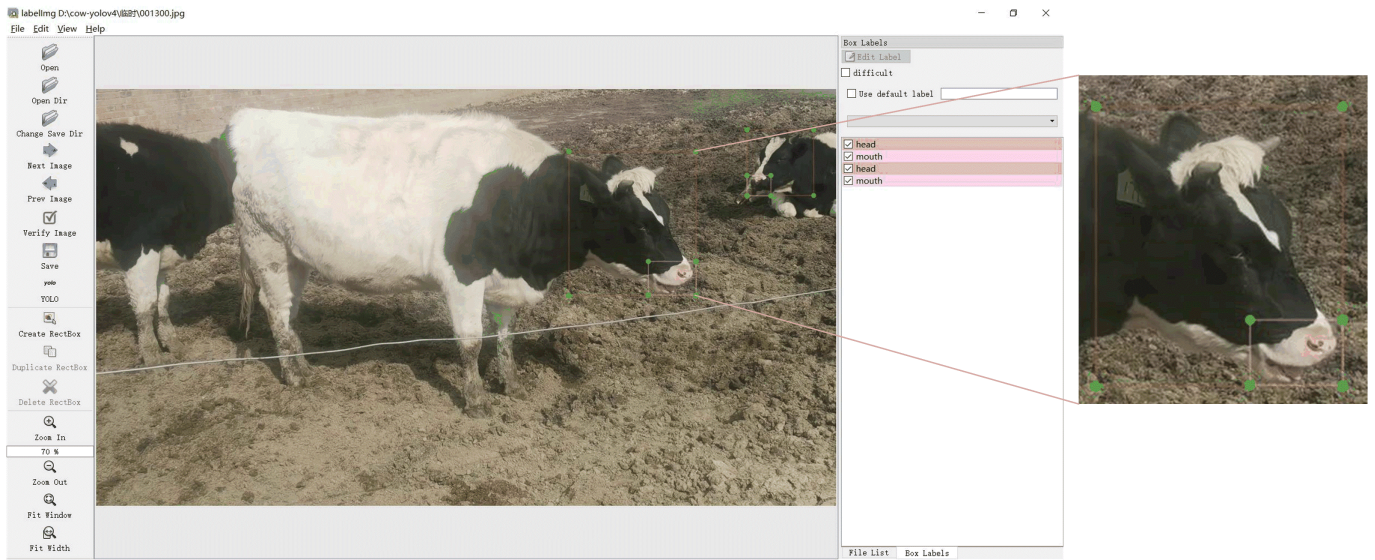 labelImg D:\cow-yolov4\临时\001300.jpg
File Edit View Help
Open
Open Dir
Change Save Dir
Next Image
Prev Image
Verify Image
Save
yolo
YOLO
Create RectBox
Duplicate RectBox
Delete RectBox
Zoom In
70 %
Zoom Out
Fit Window
Fit Width
Box Labels
Edit Label
difficult
Use default label
head
mouth
head
mouth
File List Box Labels